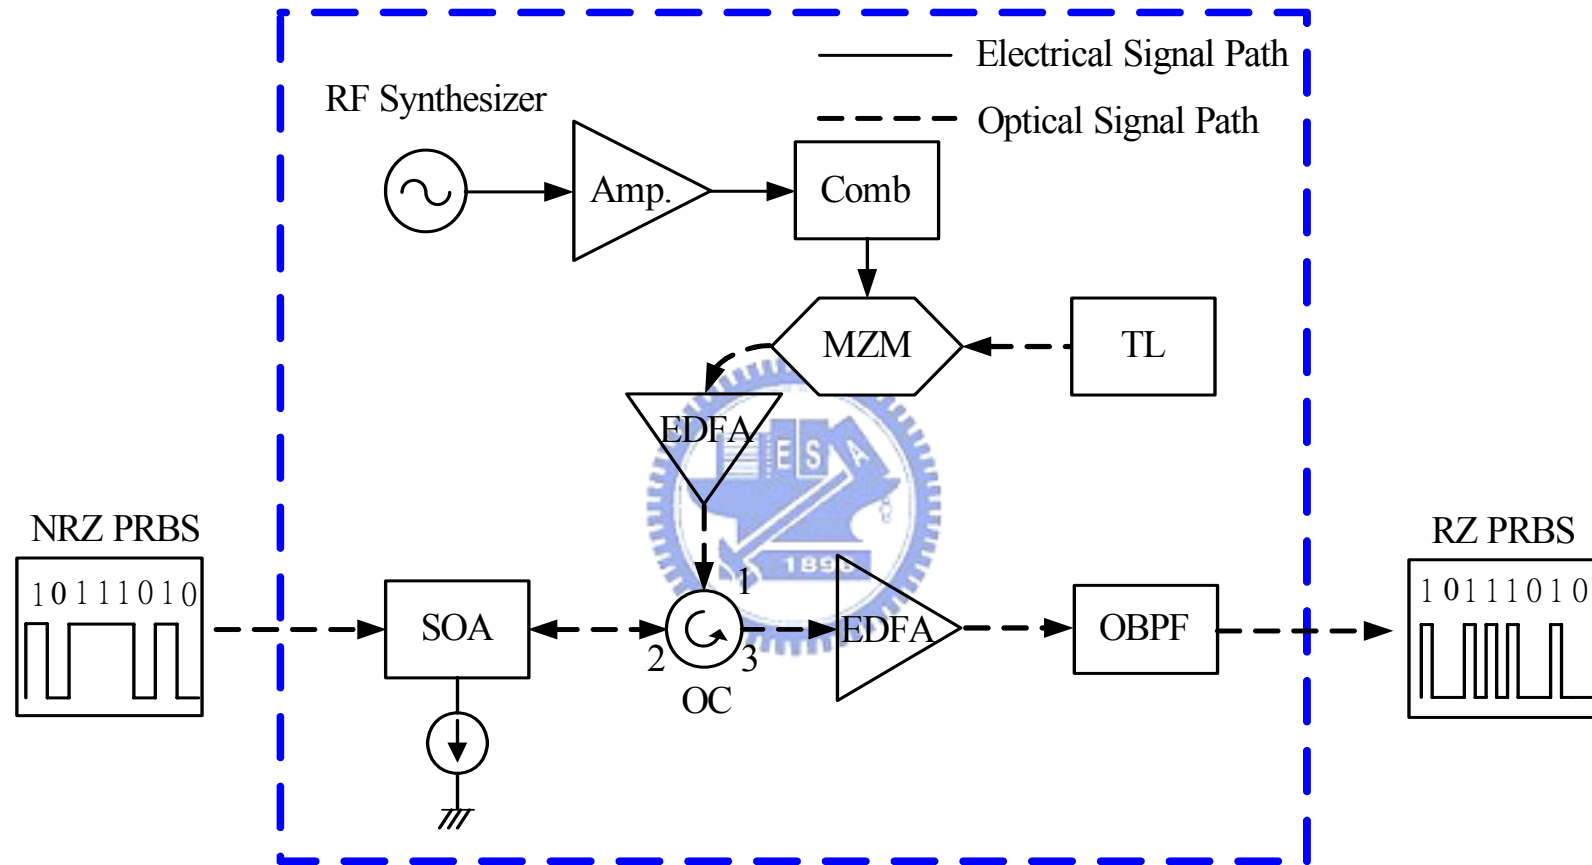 Electrical Signal Path
RF Synthesizer
Optical Signal Path
Amp.
Comb
MZM
TL
EDFA
E S A
NRZ PRBS
1 0 1 1 1 0 1 0
1896
RZ PRBS
1 0 1 1 1 0 1 0
SOA
1
2
3
OC
EDFA
OBPF